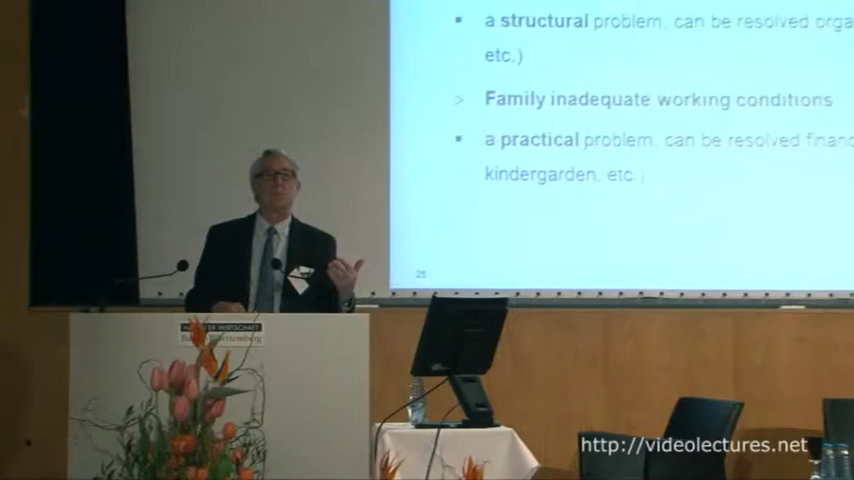 ▪ a structural problem, can be resolved orga
etc.)
> Family inadequate working conditions
▪ a practical problem, can be resolved financ
kindergarden, etc.)
25
WIRTSCHAFT
http://videolectures.net